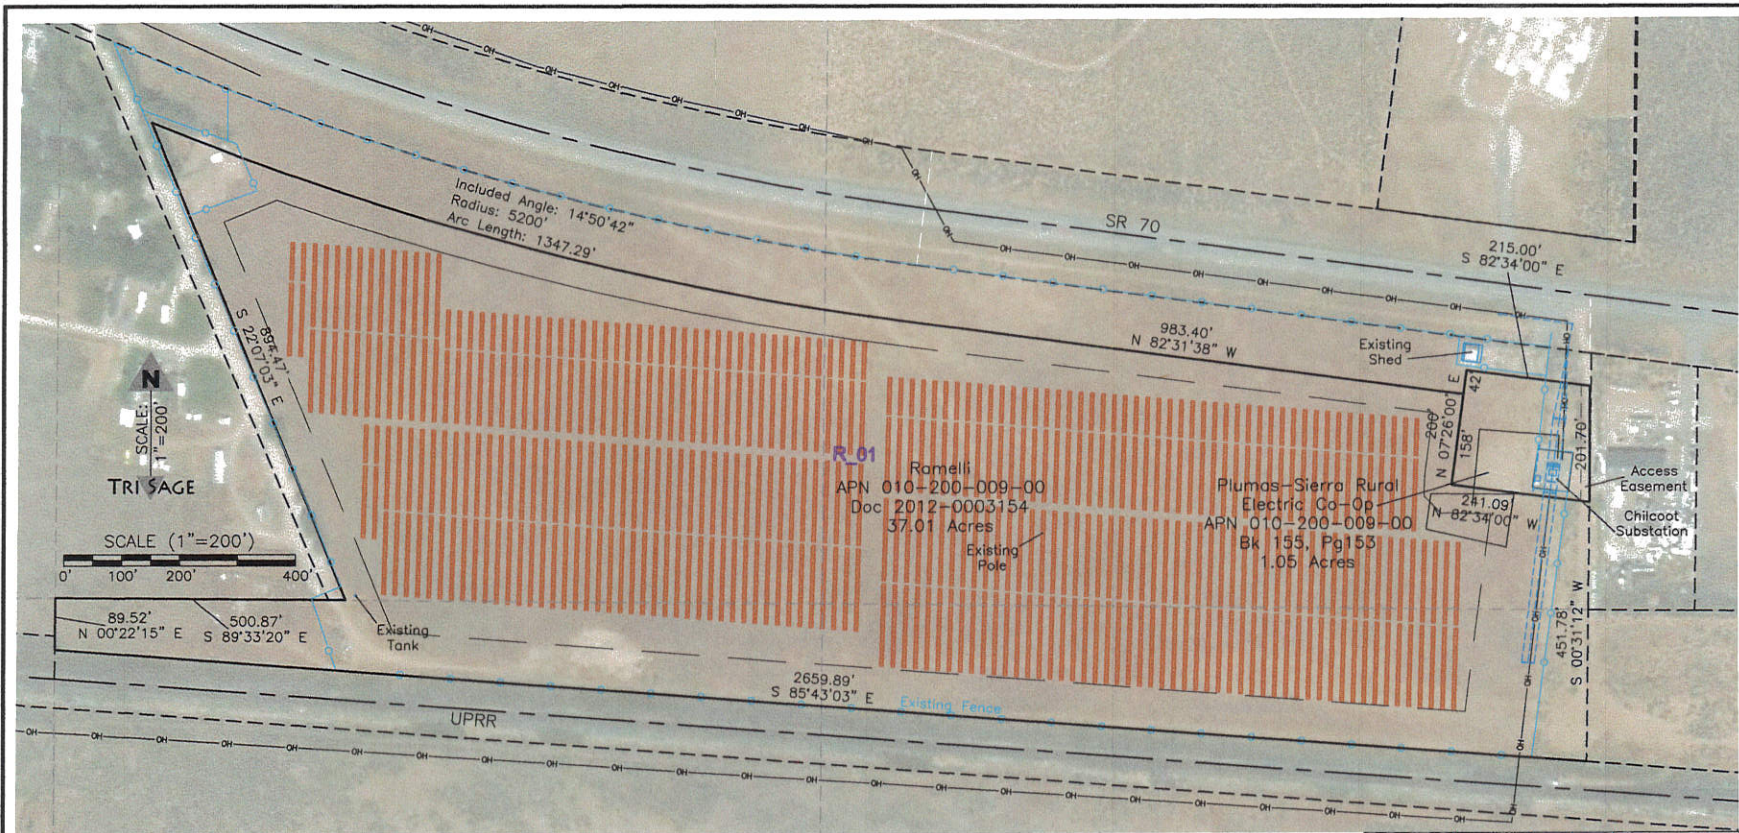 Included Angle: 14°50'42"
Radius: 5200'
Arc Length: 1347.29'
SR 70
215.00'
S 82°34'00" E
983.40'
N 82°31'38" W
Existing
Shed
894.47'
S 22°07'03" E
N
SCALE:
1"=200'
TRI SAGE
SCALE (1"=200')
0' 100' 200' 400'
42'
200'
N 07°26'00" E
158'
201.70'
R_01
Ramelli
APN 010-200-009-00
Doc 2012-0003154
37.01 Acres
Existing
Pole
Plumas-Sierra Rural
Electric Co-Op
APN 010-200-009-00
Bk 155, Pg153
1.05 Acres
241.09
N 82°34'00" W
Access
Easement
Chilcoot
Substation
451.78'
S 00°31'12" W
89.52'
N 00°22'15" E
500.87'
S 89°33'20" E
Existing
Tank
2659.89'
S 85°43'03" E
Existing Fence
UPRR
OH